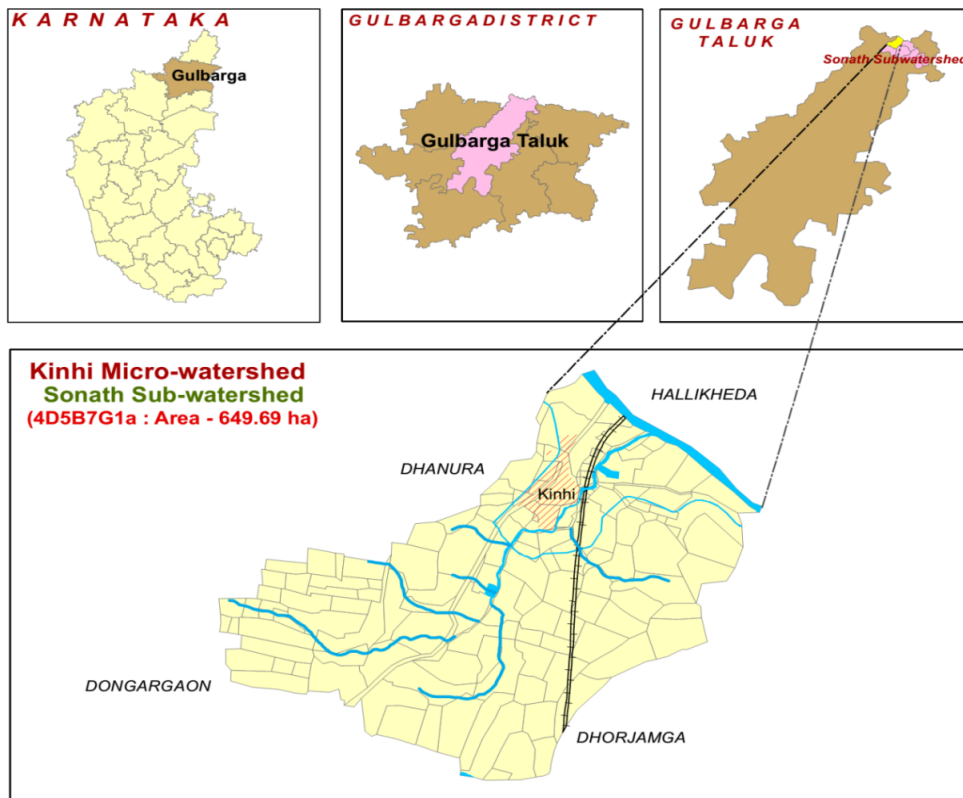 KARNATAKA
Gulbarga
GULBARGADISTRICT
Gulbarga Taluk
GULBARGA
TALUK
Sonath Subwatershed
Kinhi Micro-watershed
Sonath Sub-watershed
(4D5B7G1a : Area - 649.69 ha)
HALLIKHEDA
DHANURA
Kinhi
DONGARGAON
DHORJAMGA